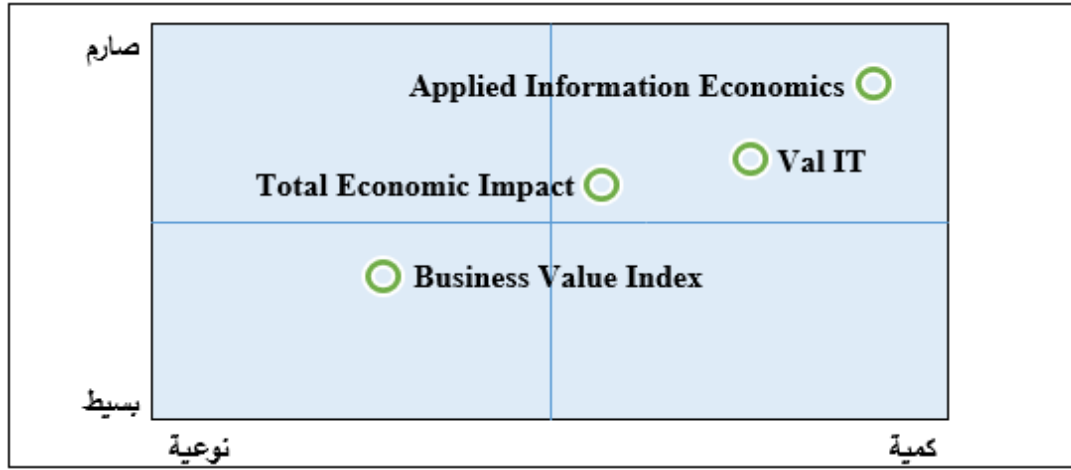 صارم
Applied Information Economics
Val IT
Total Economic Impact
Business Value Index
بسيط
نوعية
كمية